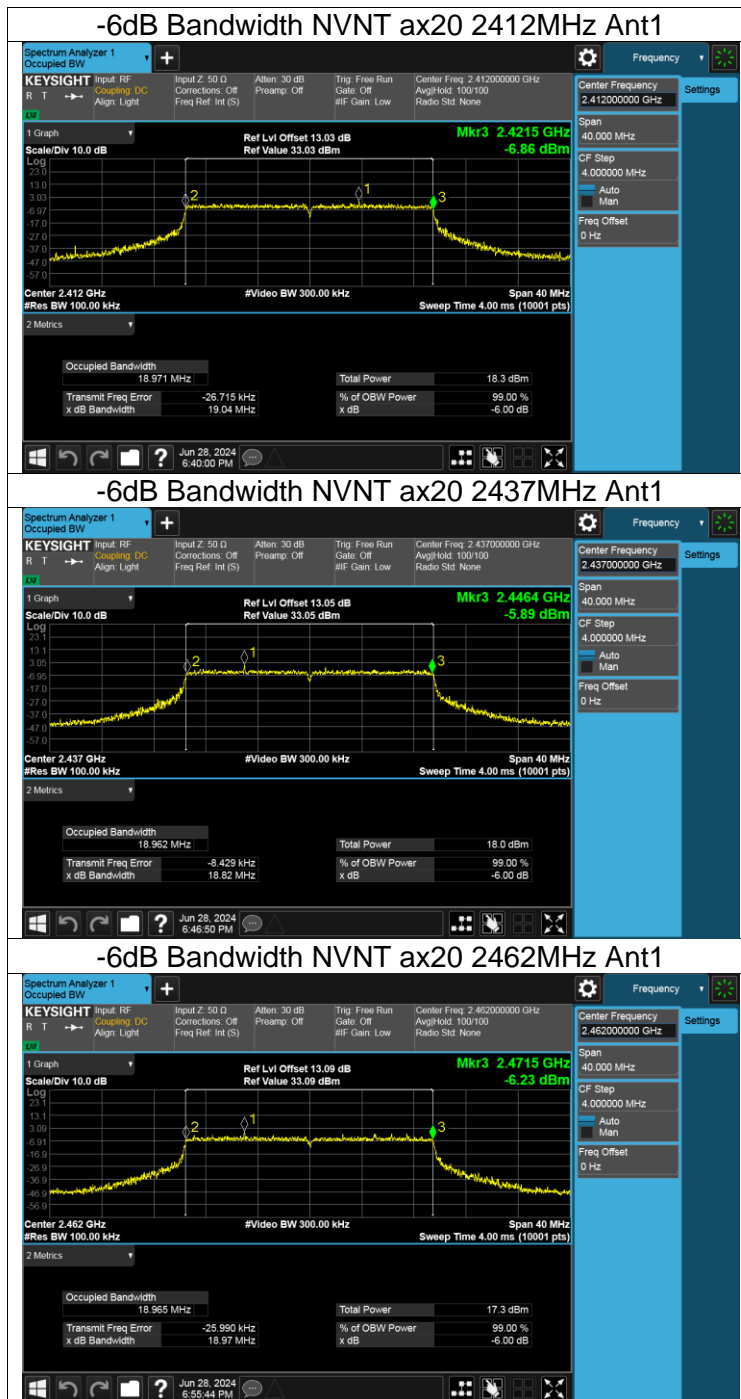 -6dB Bandwidth NVNT ax20 2412MHz Ant1
Spectrum Analyzer 1
Occupied BW
Frequency
KEYSIGHT Input: RF Input Z: 50 Ω Atten: 30 dB Trig: Free Run Center Freq: 2.412000000 GHz
R T Coupling: DC Corrections: Off Preamp: Off Gate: Off Avg|Hold: 100/100
Align: Light Freq Ref: Int (S) #IF Gain: Low Radio Std: None
LXI
Center Frequency
2.412000000 GHz
Settings
Span
40.000 MHz
CF Step
4.000000 MHz
Auto
Man
Freq Offset
0 Hz
1 Graph
Ref Lvl Offset 13.03 dB Mkr3 2.4215 GHz
Scale/Div 10.0 dB Ref Value 33.03 dBm -6.86 dBm
Log
23.0
13.0
3.03
-6.97
-17.0
-27.0
-37.0
-47.0
-57.0
2
1
3
Center 2.412 GHz #Video BW 300.00 kHz Span 40 MHz
#Res BW 100.00 kHz Sweep Time 4.00 ms (10001 pts)
2 Metrics
Occupied Bandwidth
18.971 MHz Total Power 18.3 dBm
Transmit Freq Error -26.715 kHz % of OBW Power 99.00 %
x dB Bandwidth 19.04 MHz x dB -6.00 dB
?
Jun 28, 2024
6:40:00 PM
-6dB Bandwidth NVNT ax20 2437MHz Ant1
Spectrum Analyzer 1
Occupied BW
Frequency
KEYSIGHT Input: RF Input Z: 50 Ω Atten: 30 dB Trig: Free Run Center Freq: 2.437000000 GHz
R T Coupling: DC Corrections: Off Preamp: Off Gate: Off Avg|Hold: 100/100
Align: Light Freq Ref: Int (S) #IF Gain: Low Radio Std: None
LXI
Center Frequency
2.437000000 GHz
Settings
Span
40.000 MHz
CF Step
4.000000 MHz
Auto
Man
Freq Offset
0 Hz
1 Graph
Ref Lvl Offset 13.05 dB Mkr3 2.4464 GHz
Scale/Div 10.0 dB Ref Value 33.05 dBm -5.89 dBm
Log
23.1
13.1
3.05
-6.95
-17.0
-27.0
-37.0
-47.0
-57.0
2
1
3
Center 2.437 GHz #Video BW 300.00 kHz Span 40 MHz
#Res BW 100.00 kHz Sweep Time 4.00 ms (10001 pts)
2 Metrics
Occupied Bandwidth
18.962 MHz Total Power 18.0 dBm
Transmit Freq Error -8.429 kHz % of OBW Power 99.00 %
x dB Bandwidth 18.82 MHz x dB -6.00 dB
?
Jun 28, 2024
6:46:50 PM
-6dB Bandwidth NVNT ax20 2462MHz Ant1
Spectrum Analyzer 1
Occupied BW
Frequency
KEYSIGHT Input: RF Input Z: 50 Ω Atten: 30 dB Trig: Free Run Center Freq: 2.462000000 GHz
R T Coupling: DC Corrections: Off Preamp: Off Gate: Off Avg|Hold: 100/100
Align: Light Freq Ref: Int (S) #IF Gain: Low Radio Std: None
LXI
Center Frequency
2.462000000 GHz
Settings
Span
40.000 MHz
CF Step
4.000000 MHz
Auto
Man
Freq Offset
0 Hz
1 Graph
Ref Lvl Offset 13.09 dB Mkr3 2.4715 GHz
Scale/Div 10.0 dB Ref Value 33.09 dBm -6.23 dBm
Log
23.1
13.1
3.09
-6.91
-16.9
-26.9
-36.9
-46.9
-56.9
2
1
3
Center 2.462 GHz #Video BW 300.00 kHz Span 40 MHz
#Res BW 100.00 kHz Sweep Time 4.00 ms (10001 pts)
2 Metrics
Occupied Bandwidth
18.965 MHz Total Power 17.3 dBm
Transmit Freq Error -25.990 kHz % of OBW Power 99.00 %
x dB Bandwidth 18.97 MHz x dB -6.00 dB
?
Jun 28, 2024
6:55:44 PM